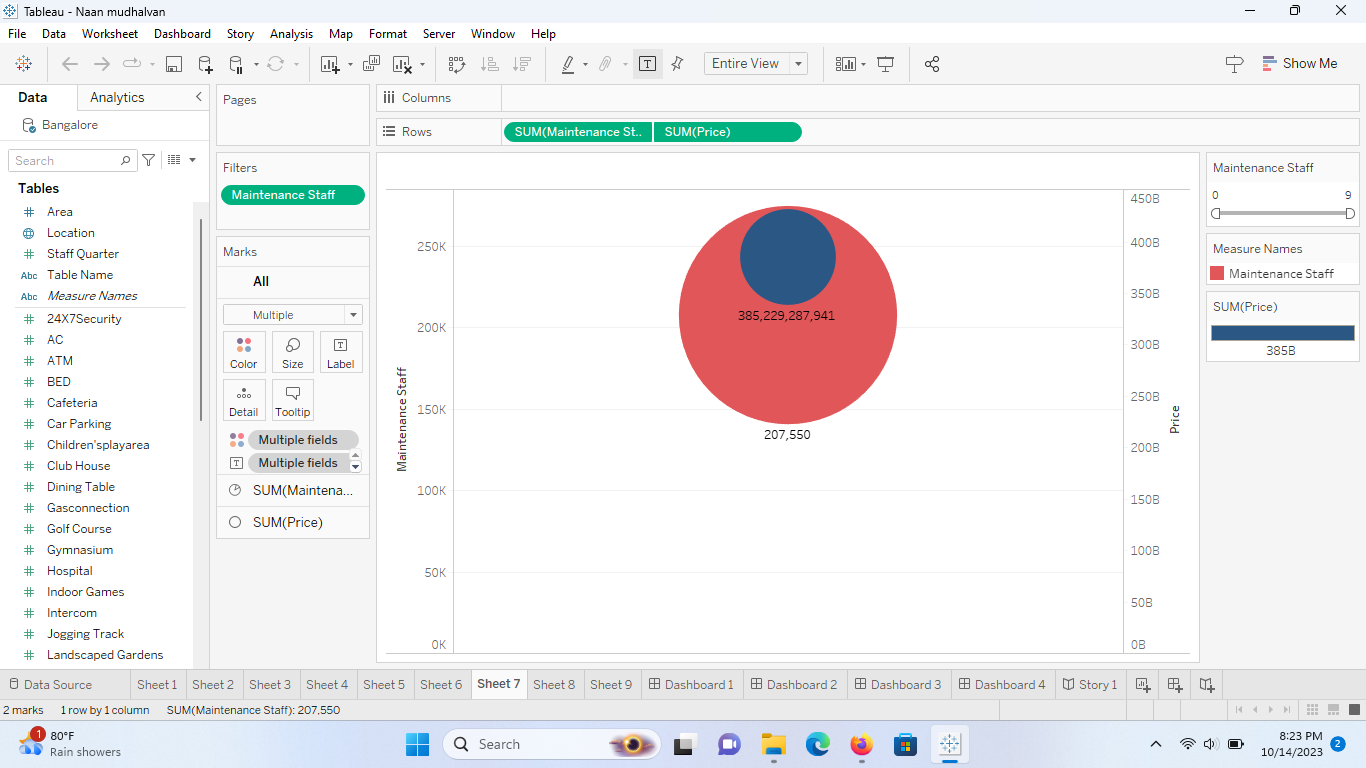 Tableau - Naan mudhalvan
File Data Worksheet Dashboard Story Analysis Map Format Server Window Help
Entire View
Show Me
Data Analytics
Bangalore
Search
Tables
Area
Location
Staff Quarter
Abc Table Name
Abc Measure Names
24X7Security
AC
ATM
BED
Cafeteria
Car Parking
Children'splayarea
Club House
Dining Table
Gasconnection
Golf Course
Gymnasium
Hospital
Indoor Games
Intercom
Jogging Track
Landscaped Gardens
Pages
Filters
Maintenance Staff
Marks
All
Multiple
Color Size Label
Detail Tooltip
Multiple fields
Multiple fields
SUM(Maintena...
SUM(Price)
Columns
Rows SUM(Maintenance St.. SUM(Price)
Maintenance Staff
250K
200K
150K
100K
50K
0K
385,229,287,941
207,550
450B
400B
350B
300B
250B
200B
150B
100B
50B
0B
Price
Maintenance Staff
0 9
Measure Names
Maintenance Staff
SUM(Price)
385B
Data Source Sheet 1 Sheet 2 Sheet 3 Sheet 4 Sheet 5 Sheet 6 Sheet 7 Sheet 8 Sheet 9 Dashboard 1 Dashboard 2 Dashboard 3 Dashboard 4 Story 1
2 marks 1 row by 1 column SUM(Maintenance Staff): 207,550
1
80°F
Rain showers
Search
8:23 PM
10/14/2023
2